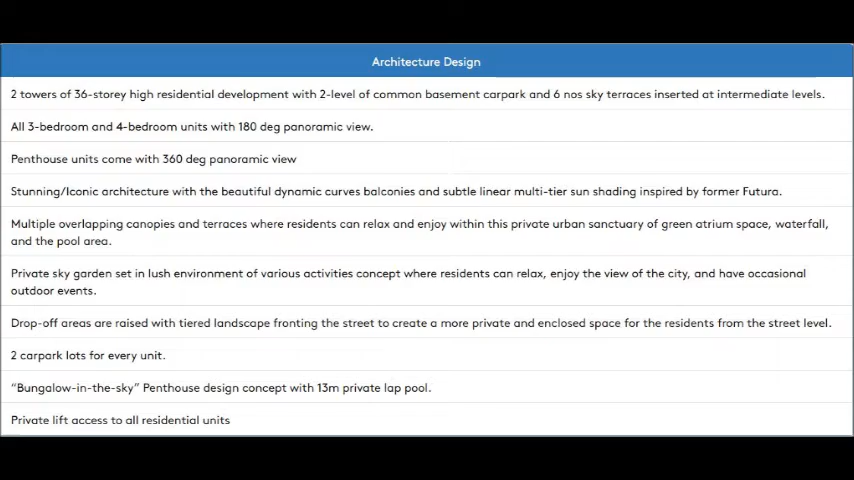 Architecture Design
2 towers of 36-storey high residential development with 2-level of common basement carpark and 6 nos sky terraces inserted at intermediate levels.
All 3-bedroom and 4-bedroom units with 180 deg panoramic view.
Penthouse units come with 360 deg panoramic view
Stunning/Iconic architecture with the beautiful dynamic curves balconies and subtle linear multi-tier sun shading inspired by former Futura.
Multiple overlapping canopies and terraces where residents can relax and enjoy within this private urban sanctuary of green atrium space, waterfall,
and the pool area.
Private sky garden set in lush environment of various activities concept where residents can relax, enjoy the view of the city, and have occasional
outdoor events.
Drop-off areas are raised with tiered landscape fronting the street to create a more private and enclosed space for the residents from the street level.
2 carpark lots for every unit.
“Bungalow-in-the-sky” Penthouse design concept with 13m private lap pool.
Private lift access to all residential units